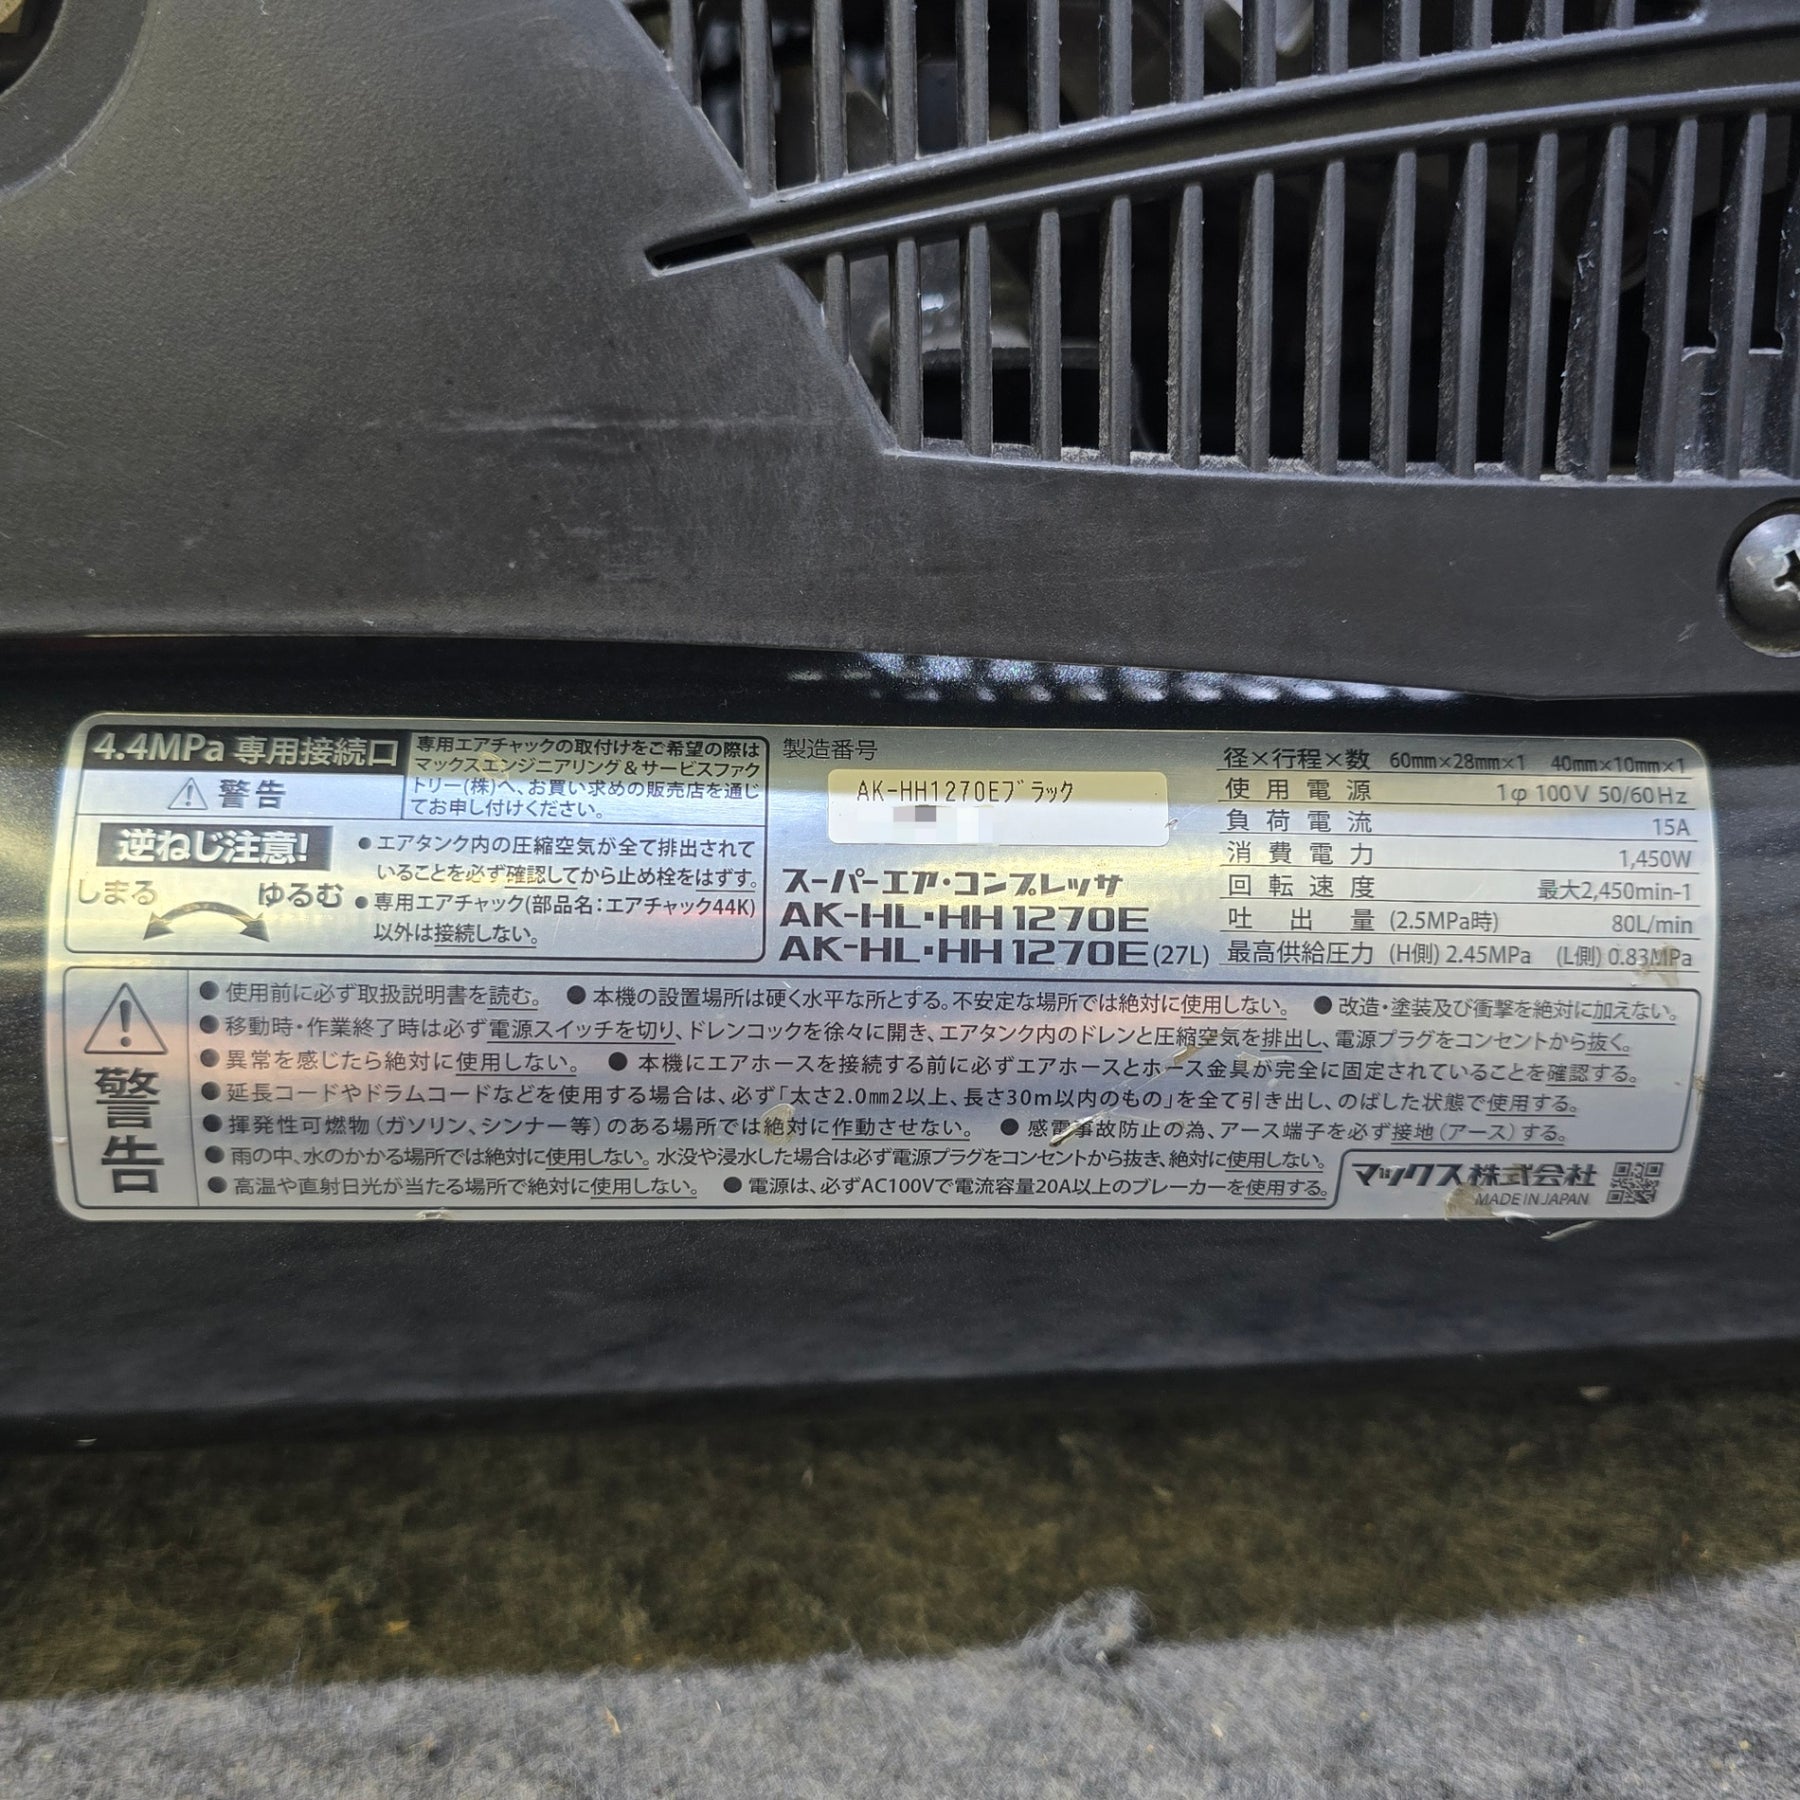 4.4MPa 専用接続口
警告
専用エアチャックの取付けをご希望の際は
マックスエンジニアリング&サービスファク
トリー(株)へ、お買い求めの販売店を通じ
てお申し付けください。
逆ねじ注意!
しまる ゆるむ
●エアタンク内の圧縮空気が全て排出されて
いることを必ず確認してから止め栓をはずす。
●専用エアチャック(部品名:エアチャック44K)
以外は接続しない。
製造番号
AK-HH1270Eブラック
スーパーエア・コンプレッサ
AK-HL・HH1270E
AK-HL・HH1270E(27L)
径×行程×数 60mm×28mm×1 40mm×10mm×1
使用電源 1φ 100V 50/60Hz
負荷電流 15A
消費電力 1,450W
回転速度 最大2,450min-1
吐出量 (2.5MPa時) 80L/min
最高供給圧力 (H側) 2.45MPa (L側) 0.83MPa
警告
●使用前に必ず取扱説明書を読む。 ●本機の設置場所は硬く水平な所とする。不安定な場所では絶対に使用しない。 ●改造・塗装及び衝撃を絶対に加えない。
●移動時・作業終了時は必ず電源スイッチを切り、ドレンコックを徐々に開き、エアタンク内のドレンと圧縮空気を排出し、電源プラグをコンセントから抜く。
●異常を感じたら絶対に使用しない。 ●本機にエアホースを接続する前に必ずエアホースとホース金具が完全に固定されていることを確認する。
●延長コードやドラムコードなどを使用する場合は、必ず「太さ2.0mm2以上、長さ30m以内のもの」を全て引き出し、のばした状態で使用する。
●揮発性可燃物(ガソリン、シンナー等)のある場所では絶対に作動させない。 ●感電事故防止の為、アース端子を必ず接地(アース)する。
●雨の中、水のかかる場所では絶対に使用しない。水没や浸水した場合は必ず電源プラグをコンセントから抜き、絶対に使用しない。
●高温や直射日光が当たる場所で絶対に使用しない。 ●電源は、必ずAC100Vで電流容量20A以上のブレーカーを使用する。
マックス株式会社
MADE IN JAPAN